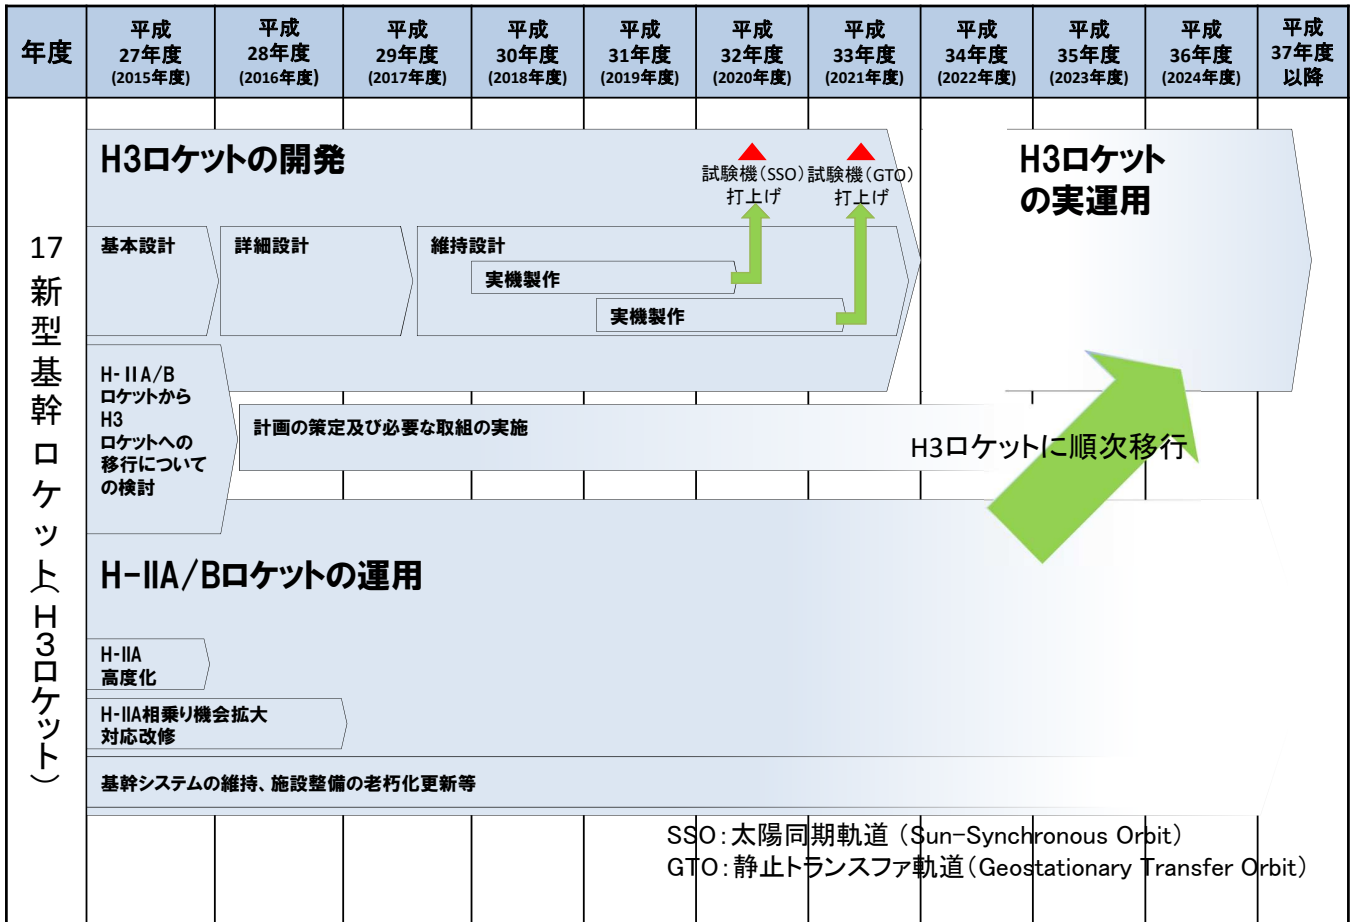 年度
平成
27年度
(2015年度)
平成
28年度
(2016年度)
平成
29年度
(2017年度)
平成
30年度
(2018年度)
平成
31年度
(2019年度)
平成
32年度
(2020年度)
平成
33年度
(2021年度)
平成
34年度
(2022年度)
平成
35年度
(2023年度)
平成
36年度
(2024年度)
平成
37年度
以降
17新型基幹ロケット(H3ロケット)
H3ロケットの開発
試験機(SSO)
打上げ
試験機(GTO)
打上げ
H3ロケット
の実運用
基本設計
詳細設計
維持設計
実機製作
実機製作
H-ⅡA/B
ロケットから
H3
ロケットへの
移行について
の検討
計画の策定及び必要な取組の実施
H3ロケットに順次移行
H-ⅡA/Bロケットの運用
H-ⅡA
高度化
H-ⅡA相乗り機会拡大
対応改修
基幹システムの維持、施設整備の老朽化更新等
SSO:太陽同期軌道 (Sun-Synchronous Orbit)
GTO:静止トランスファ軌道(Geostationary Transfer Orbit)